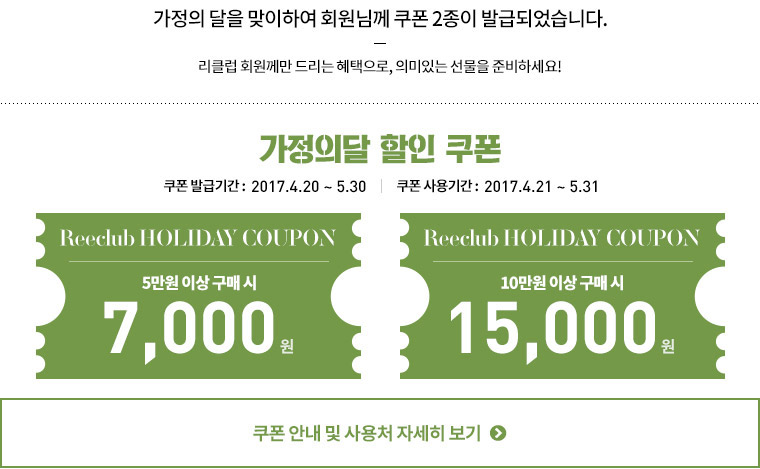 가정의 달을 맞이하여 회원님께 쿠폰 2종이 발급되었습니다.
리클럽 회원께만 드리는 혜택으로, 의미있는 선물을 준비하세요!
가정의달 할인 쿠폰
쿠폰 발급기간 : 2017.4.20 ~ 5.30 쿠폰 사용기간 : 2017.4.21 ~ 5.31
Reeclub HOLIDAY COUPON
5만원 이상 구매 시
7,000원
Reeclub HOLIDAY COUPON
10만원 이상 구매 시
15,000원
쿠폰 안내 및 사용처 자세히 보기